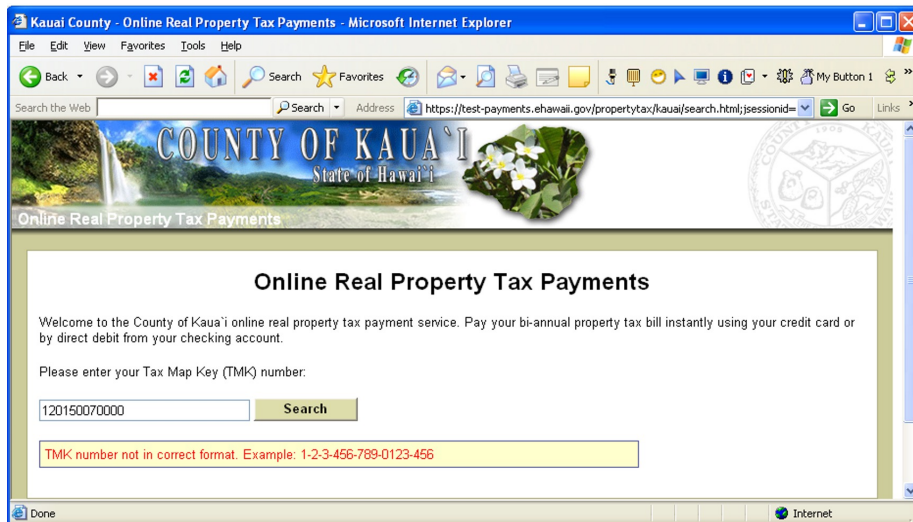 Kauai County - Online Real Property Tax Payments - Microsoft Internet Explorer
File Edit View Favorites Tools Help
Back Search Favorites My Button 1 »
Search the Web Search Address https://test-payments.ehawaii.gov/propertytax/kauai/search.html;jsessionid= Go Links »
COUNTY OF KAUA`I
State of Hawai`i
Online Real Property Tax Payments
Online Real Property Tax Payments
Welcome to the County of Kaua`i online real property tax payment service. Pay your bi-annual property tax bill instantly using your credit card or
by direct debit from your checking account.
Please enter your Tax Map Key (TMK) number:
120150070000 Search
TMK number not in correct format. Example: 1-2-3-456-789-0123-456
Done Internet